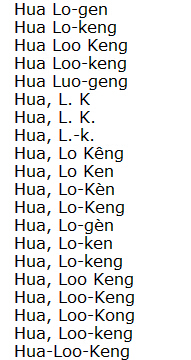 Hua Lo-gen
Hua Lo-keng
Hua Loo Keng
Hua Loo-keng
Hua Luo-geng
Hua, L. K
Hua, L. K.
Hua, L.-k.
Hua, Lo Kêng
Hua, Lo Ken
Hua, Lo-Kèn
Hua, Lo-Keng
Hua, Lo-gèn
Hua, Lo-ken
Hua, Lo-keng
Hua, Loo Keng
Hua, Loo-Keng
Hua, Loo-Kong
Hua, Loo-keng
Hua-Loo-Keng